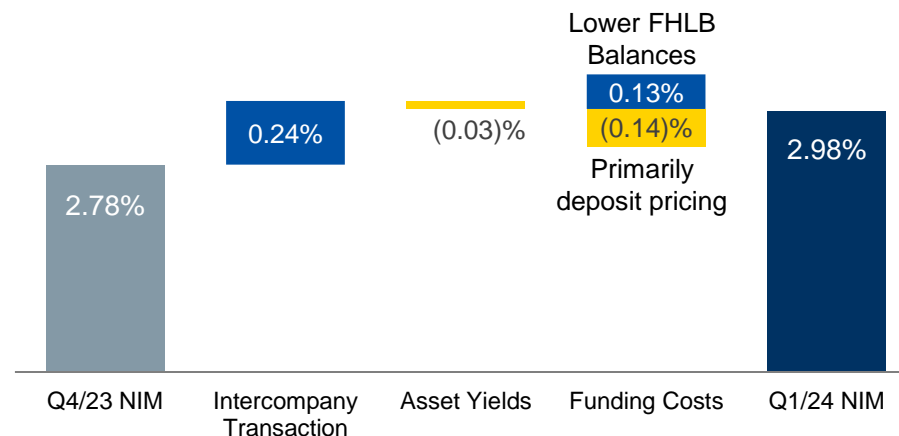 Lower FHLB
Balances
0.13%
0.24%
(0.03)%
(0.14)%
2.98%
Primarily
deposit pricing
2.78%
Q4/23 NIM
Intercompany
Transaction
Asset Yields
Funding Costs
Q1/24 NIM